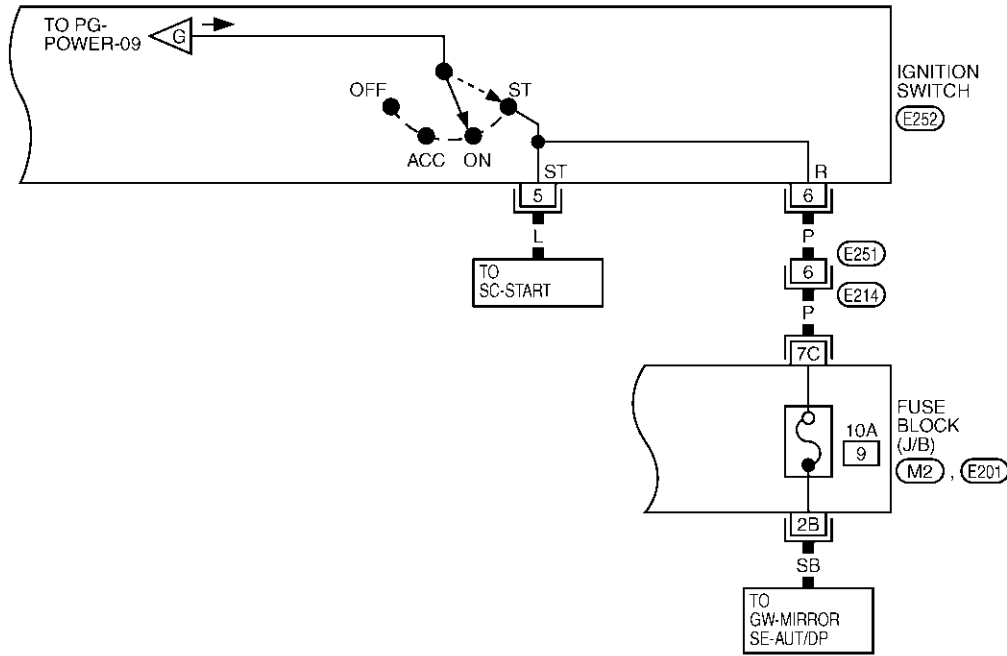 TO PG-
POWER-09
G
IGNITION
SWITCH
E252
OFF
ST
ACC
ON
ST
R
5
6
L
P
E251
TO
SC-START
6
E214
P
7C
FUSE
BLOCK
(J/B)
M2 , E201
10A
9
2B
SB
TO
GW-MIRROR
SE-AUT/DP